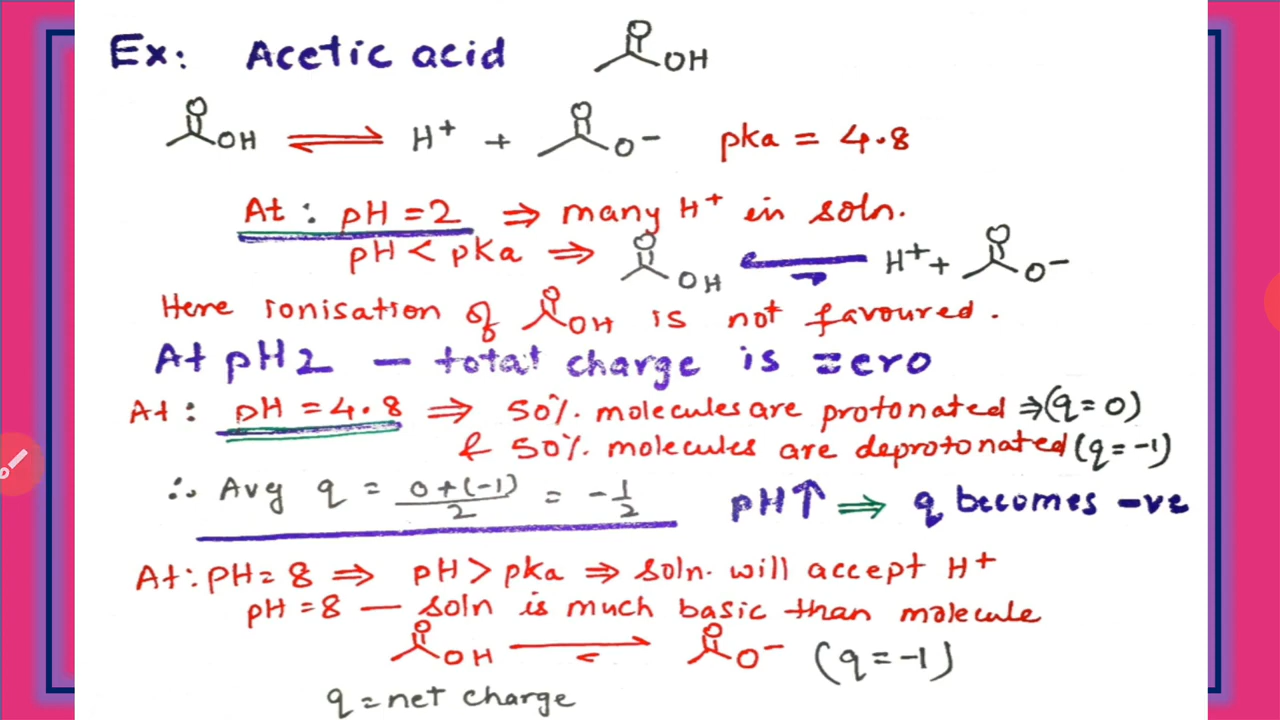 Ex: Acetic acid O OH
O OH ⇌ H+ + O O− pka = 4.8
At : pH = 2 ⇒ many H+ in soln.
pH < pka ⇒ O OH ⇌ H+ + O O−
Here ionisation of O OH is not favoured.
At pH2 – total charge is zero
At : pH = 4.8 ⇒ 50% molecules are protonated ⇒ (q = 0)
& 50% molecules are deprotonated (q = -1)
∴ Avg q = 0+(-1)/2 = -1/2 pH↑ ⇒ q becomes -ve
At : pH = 8 ⇒ pH > pka ⇒ soln. will accept H+
pH = 8 — soln is much basic than molecule
O OH ⇌ O O− (q = -1)
q = net charge